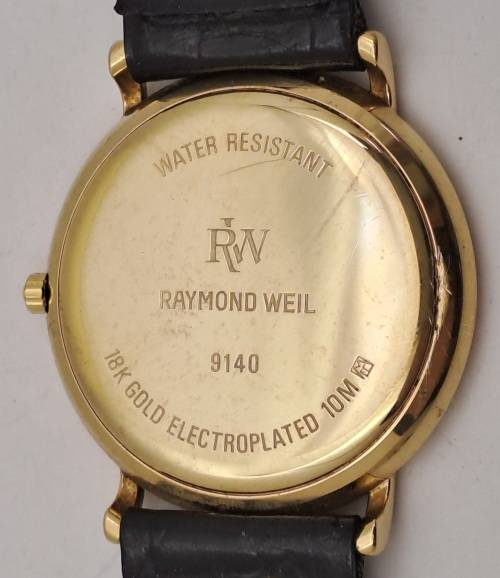 WATER RESISTANT
RW
RAYMOND WEIL
9140
18K GOLD ELECTROPLATED 10M